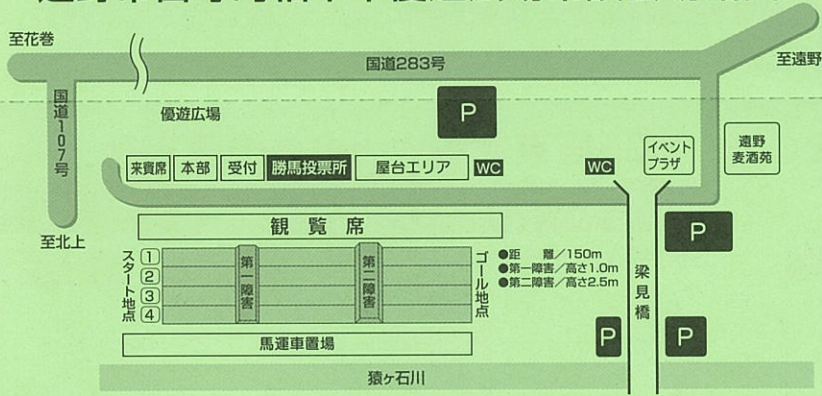 至花巻
国道283号
至遠野
国道107号
優遊広場
P
来賓席
本部
受付
勝馬投票所
屋台エリア
WC
WC
イベント
プラザ
遠野
麦酒苑
至北上
観覧席
P
スタート地点
1
2
3
4
第一障害
第二障害
ゴール地点
●距 離/150m
●第一障害/高さ1.0m
●第二障害/高さ2.5m
梁見橋
馬運車置場
P
P
猿ヶ石川